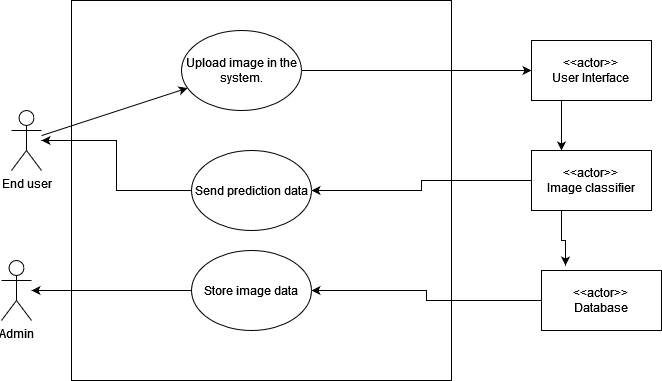 Upload image in the
system.
<<actor>>
User Interface
End user
Send prediction data
<<actor>>
Image classifier
Admin
Store image data
<<actor>>
Database